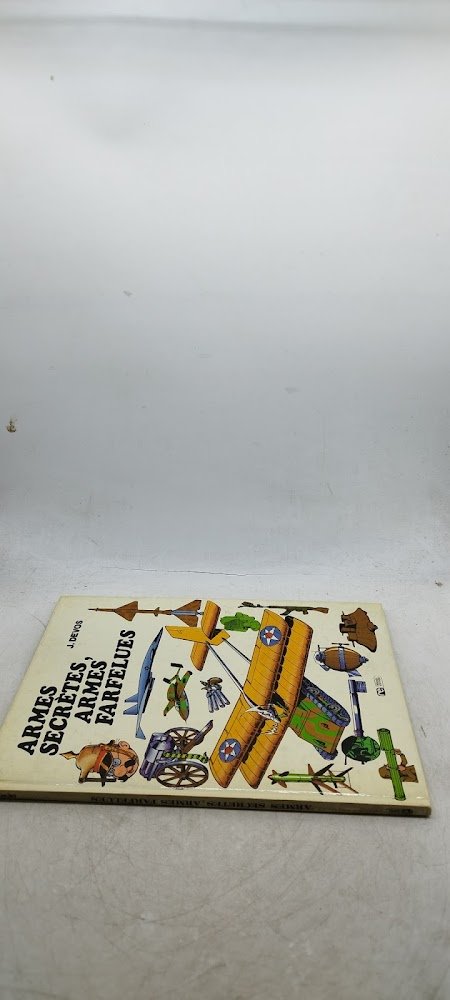 J. DEVOS
ARMES
SECRÈTES,
ARMES
FARFELUES
ARMES SECRÈTES, ARMES FARFELUES